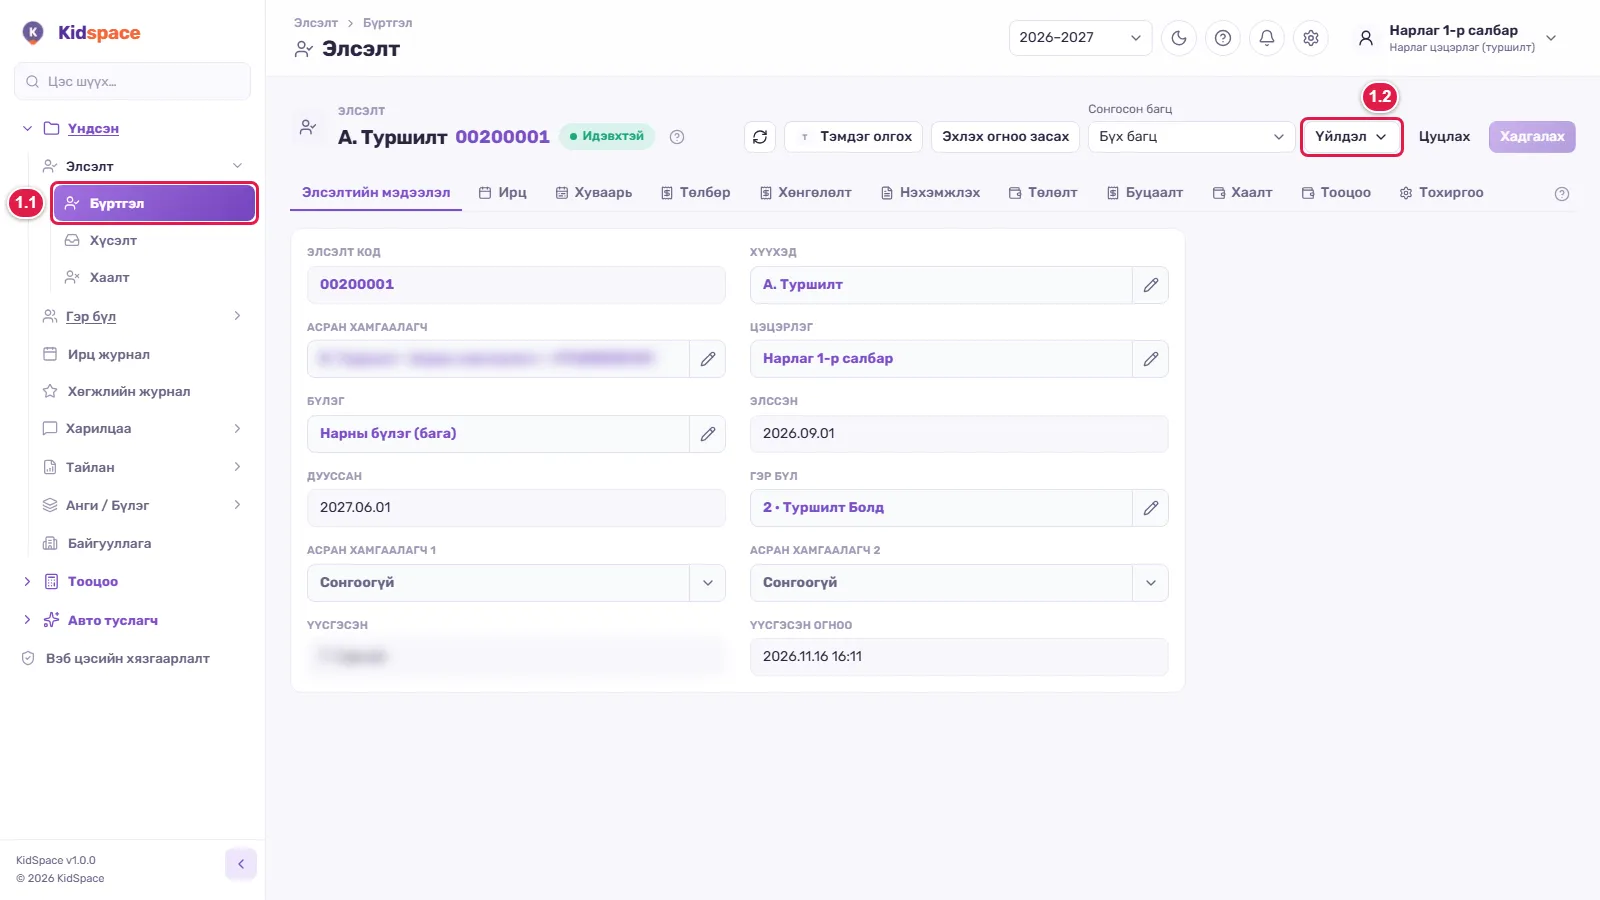 Kidspace
Цэс шүүх...
Үндсэн
Элсэлт
1.1
Бүртгэл
Хүсэлт
Хаалт
Гэр бүл
Ирц журнал
Хөгжлийн журнал
Харилцаа
Тайлан
Анги / Бүлэг
Байгууллага
Тооцоо
Авто туслагч
Вэб цэсийн хязгаарлалт
KidSpace v1.0.0
© 2026 KidSpace
Элсэлт > Бүртгэл
Элсэлт
2026–2027
Нарлаг 1-р салбар
Нарлаг цэцэрлэг (туршилт)
ЭЛСЭЛТ
А. Туршилт 00200001 Идэвхтэй
Т Тэмдэг олгох
Эхлэх огноо засах
Сонгосон багц
Бүх багц
1.2
Үйлдэл
Цуцлах
Хадгалах
Элсэлтийн мэдээлэл Ирц Хуваарь Төлбөр Хөнгөлөлт Нэхэмжлэх Төлөлт Буцаалт Хаалт Тооцоо Тохиргоо
ЭЛСЭЛТ КОД
00200001
ХҮҮХЭД
А. Туршилт
АСРАН ХАМГААЛАГЧ
ЦЭЦЭРЛЭГ
Нарлаг 1-р салбар
БҮЛЭГ
Нарны бүлэг (бага)
ЭЛССЭН
2026.09.01
ДУУССАН
2027.06.01
ГЭР БҮЛ
2 • Туршилт Болд
АСРАН ХАМГААЛАГЧ 1
Сонгоогүй
АСРАН ХАМГААЛАГЧ 2
Сонгоогүй
ҮҮСГЭСЭН
ҮҮСГЭСЭН ОГНОО
2026.11.16 16:11